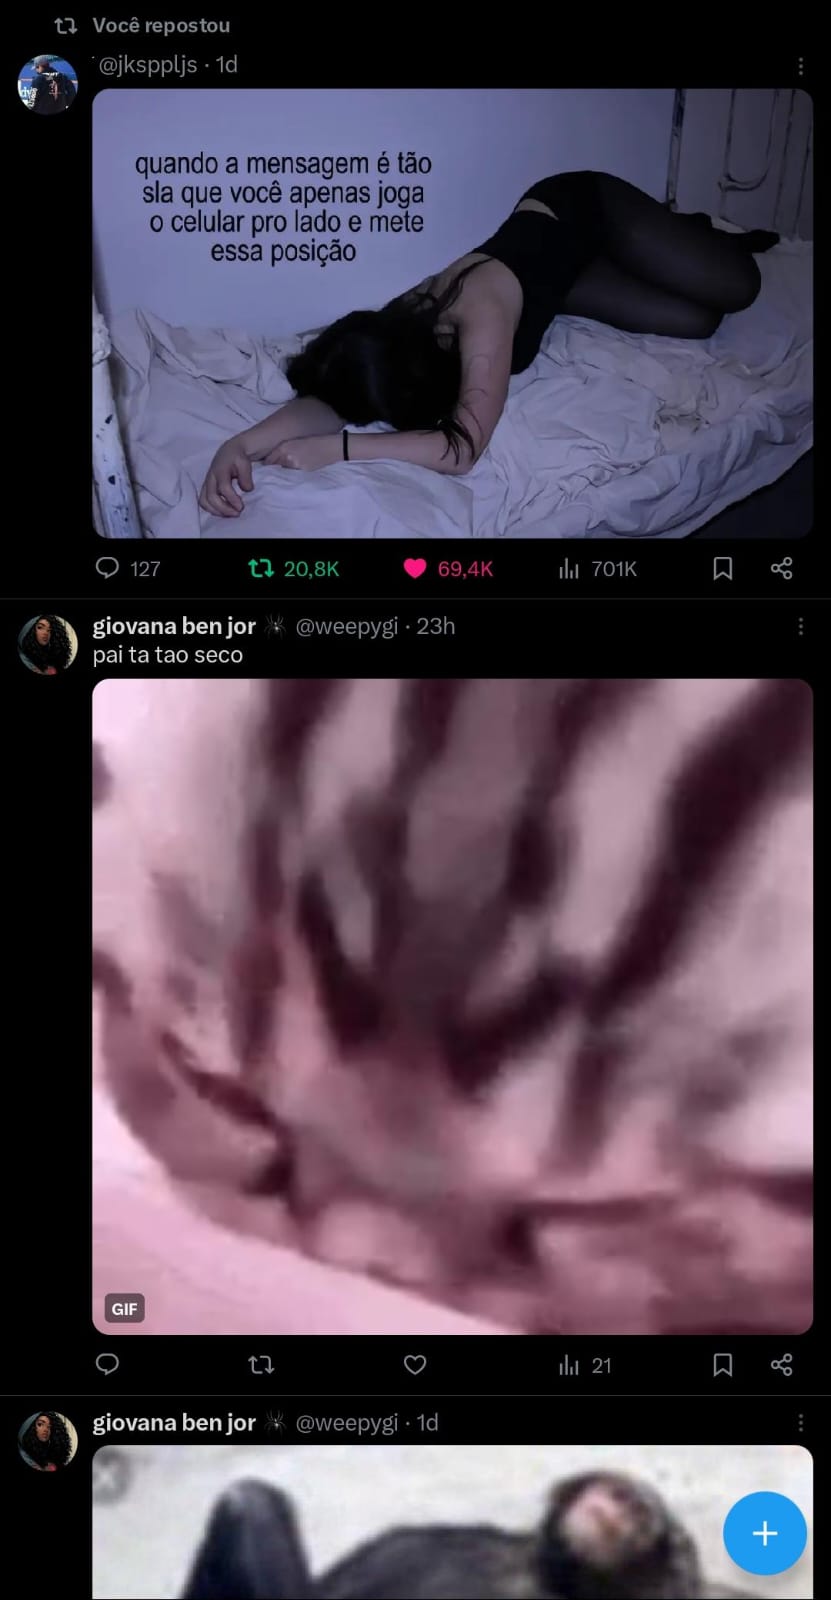 Você repostou
@jksppljs · 1d
quando a mensagem é tão
sla que você apenas joga
o celular pro lado e mete
essa posição
127 20,8K 69,4K 701K
giovana ben jor 🕷 @weepygi · 23h
pai ta tao seco
GIF
21
giovana ben jor 🕷 @weepygi · 1d